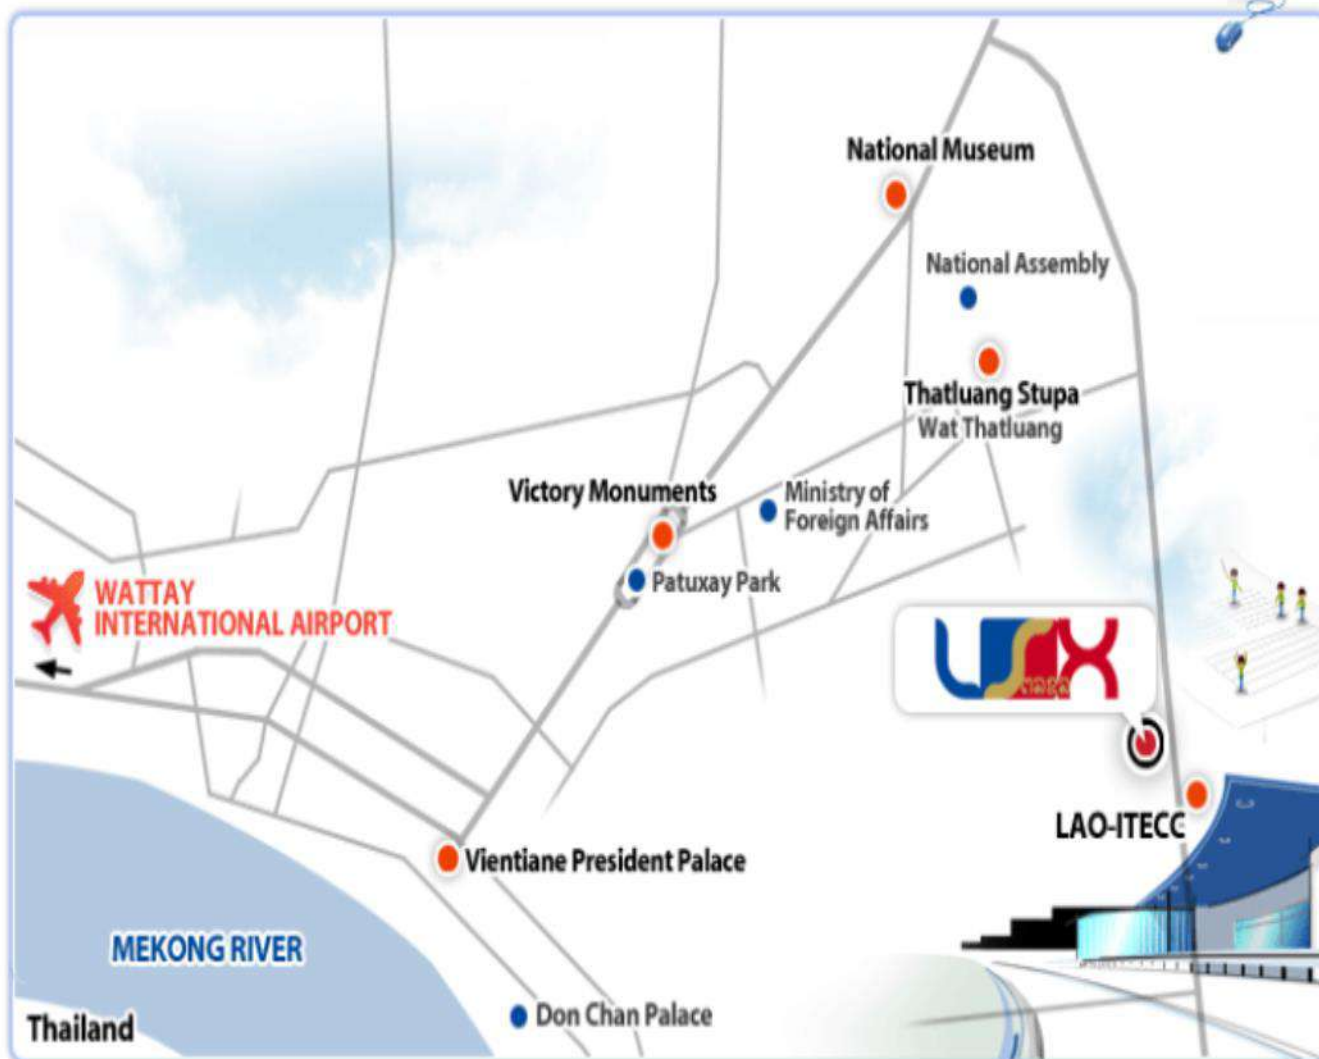 National Museum
National Assembly
Thatluang Stupa
Wat Thatluang
Victory Monuments
Ministry of
Foreign Affairs
Patuxay Park
WATTAY
INTERNATIONAL AIRPORT
LSX
LAO-ITECC
Vientiane President Palace
MEKONG RIVER
Don Chan Palace
Thailand